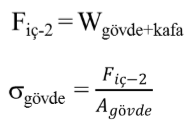 Fiç-2 = Wgövde+kafa
σgövde = Fiç−2 / Agövde